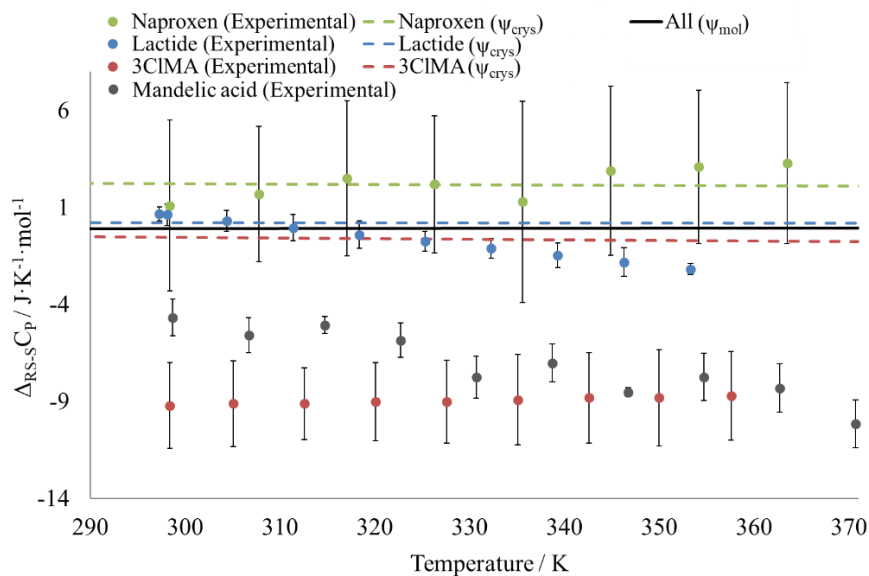 Naproxen (Experimental) Naproxen (ψcrys) All (ψmol)
Lactide (Experimental) Lactide (ψcrys)
3ClMA (Experimental) 3ClMA (ψcrys)
Mandelic acid (Experimental)
6
1
-4
-9
-14
ΔRS-SCP / J·K-1·mol-1
290 300 310 320 330 340 350 360 370
Temperature / K